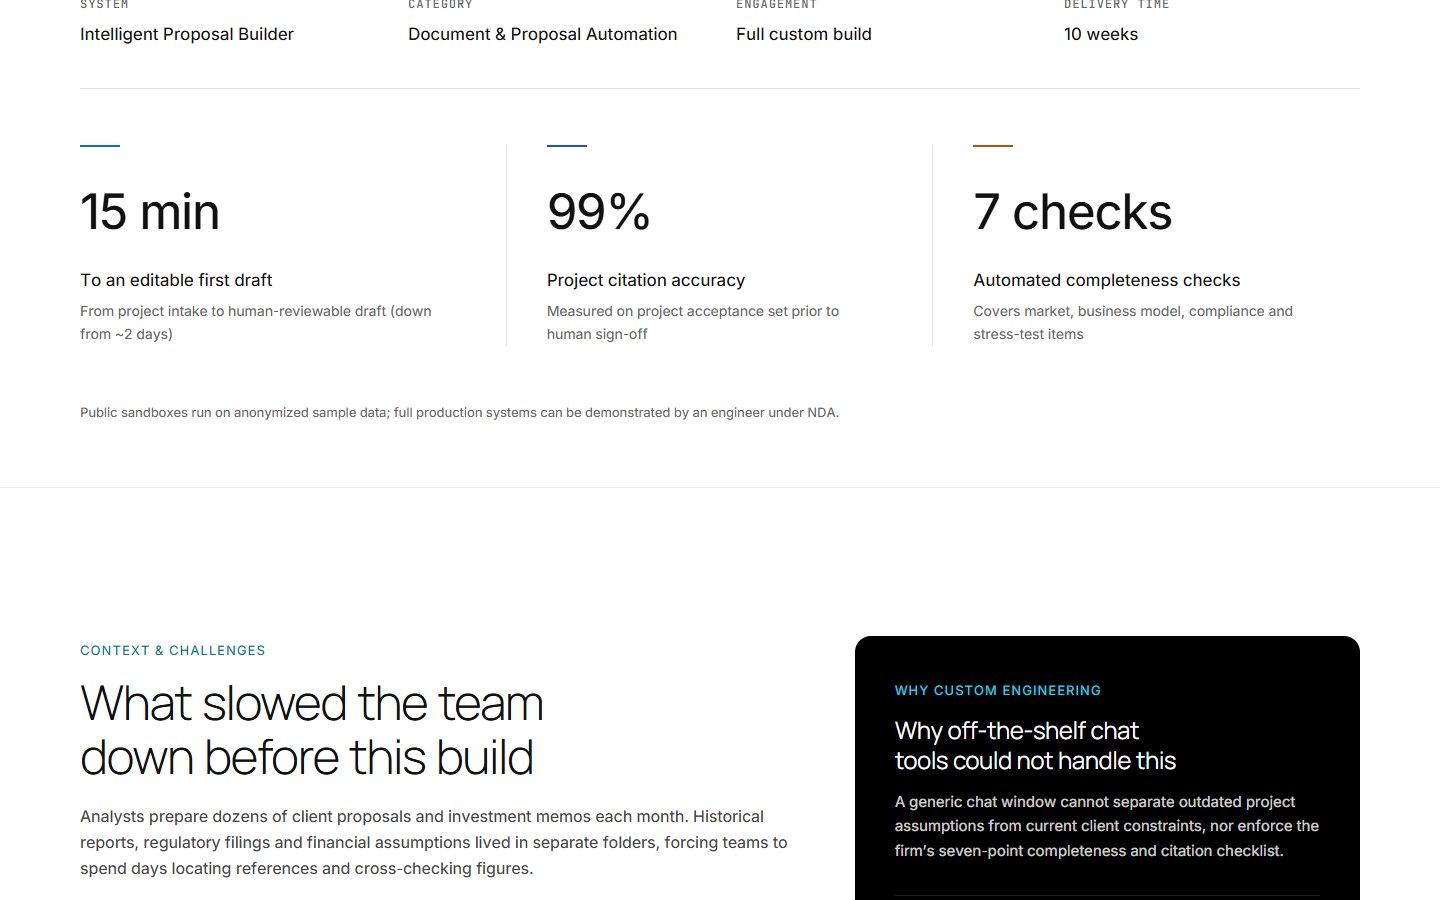 SYSTEM
Intelligent Proposal Builder
CATEGORY
Document & Proposal Automation
ENGAGEMENT
Full custom build
DELIVERY TIME
10 weeks
15 min
To an editable first draft
From project intake to human-reviewable draft (down
from ~2 days)
99%
Project citation accuracy
Measured on project acceptance set prior to
human sign-off
7 checks
Automated completeness checks
Covers market, business model, compliance and
stress-test items
Public sandboxes run on anonymized sample data; full production systems can be demonstrated by an engineer under NDA.
CONTEXT & CHALLENGES
What slowed the team
down before this build
Analysts prepare dozens of client proposals and investment memos each month. Historical
reports, regulatory filings and financial assumptions lived in separate folders, forcing teams to
spend days locating references and cross-checking figures.
WHY CUSTOM ENGINEERING
Why off-the-shelf chat
tools could not handle this
A generic chat window cannot separate outdated project
assumptions from current client constraints, nor enforce the
firm's seven-point completeness and citation checklist.